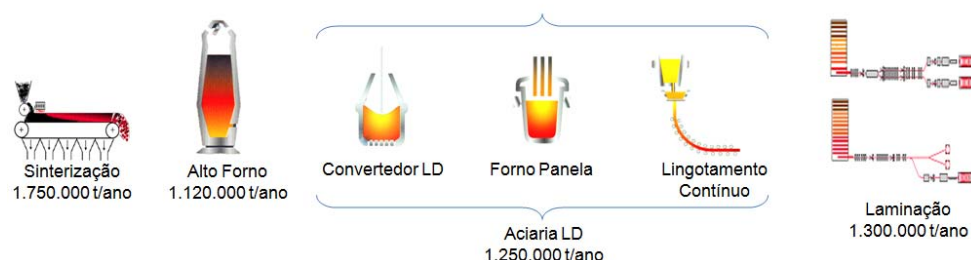 Sinterização
1.750.000 t/ano
Alto Forno
1.120.000 t/ano
Convertedor LD
Forno Panela
Lingotamento
Contínuo
Aciaria LD
1.250.000 t/ano
Laminação
1.300.000 t/ano